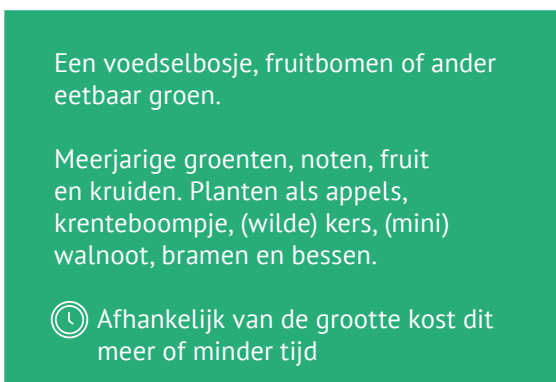 Een voedselbosje, fruitbomen of ander
eetbaar groen.
Meerjarige groenten, noten, fruit
en kruiden. Planten als appels,
krenteboompje, (wilde) kers, (mini)
walnoot, bramen en bessen.
Afhankelijk van de grootte kost dit
meer of minder tijd